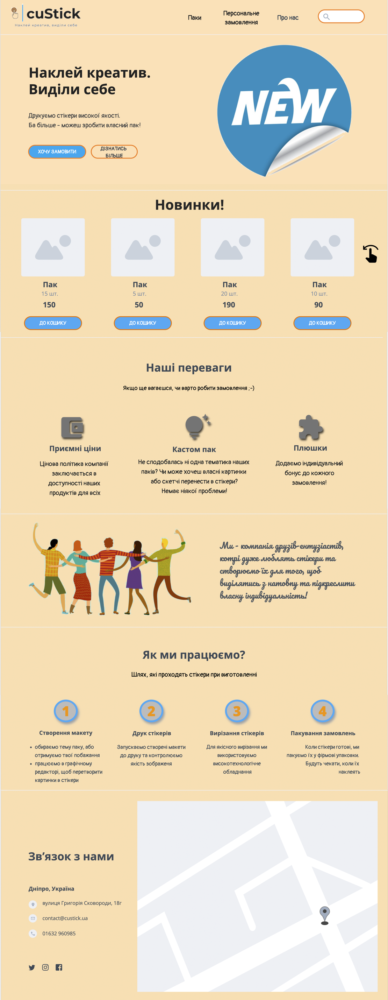 cuStick
Наклей креатив, виділи себе
Паки
Персональне
замовлення
Про нас
Наклей креатив.
Виділи себе
Друкуємо стікери високої якості.
Ба більше - можеш зробити власний пак!
ХОЧУ ЗАМОВИТИ
ДІЗНАТИСЬ
БІЛЬШЕ
NEW
Новинки!
Пак
15 шт.
150
ДО КОШИКУ
Пак
5 шт.
50
ДО КОШИКУ
Пак
20 шт.
190
ДО КОШИКУ
Пак
10 шт.
90
ДО КОШИКУ
Наші переваги
Якщо ще вагаєшся, чи варто робити замовлення ;-)
Приємні ціни
Цінова політика компанії
заключається в
доступності наших
продуктів для всіх
Кастом пак
Не сподобалась ні одна тематика наших
паків? Чи може хочеш власні картинки
або скетчі перенести в стікери?
Немає ніякої проблеми!
Плюшки
Додаємо індивідуальний
бонус до кожного
замовлення!
Ми - компанія друзів-ентузіастів,
котрі дуже люблять стікери та
створюємо їх для того, щоб
виділятись з натовпу та підкреслити
власну індивідуальність!
Як ми працюємо?
Шлях, які проходять стікери при виготовленні
1
Створення макету
• обираємо тему паку, або
отримуємо твої побажання
• працюємо в графічному
редакторі, щоб перетворити
картинки в стікери
2
Друк стікерів
Запускаємо створені макети
до друку та контролюємо
якість зображеня
3
Вирізання стікерів
Для якісного вирізання ми
використовуємо
високотехнологічне
обладнання
4
Пакування замовлень
Коли стікери готові, ми
пакуємо їх у фірмові упаковки.
Будуть чекати, коли їх
наклеять
Зв’язок з нами
Дніпро, Україна
вулиця Григорія Сковороди, 18г
contact@custick.ua
01632 960985